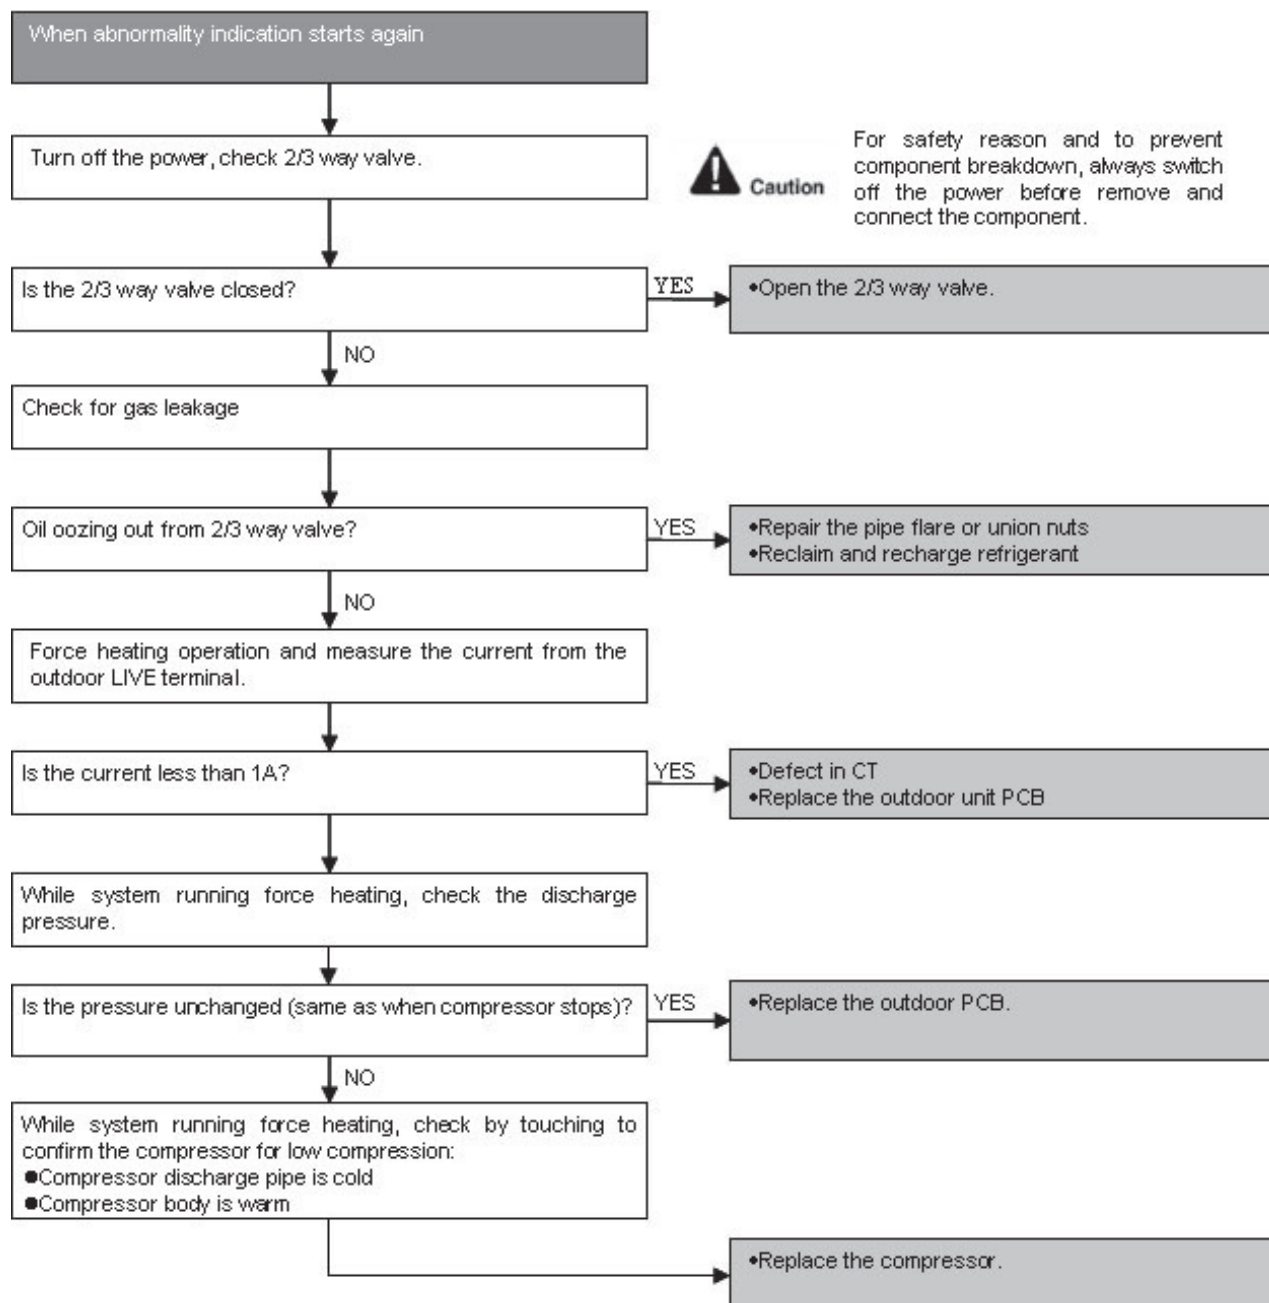 When abnormality indication starts again
Turn off the power, check 2/3 way valve.
Caution
For safety reason and to prevent
component breakdown, always switch
off the power before remove and
connect the component.
Is the 2/3 way valve closed?
YES
•Open the 2/3 way valve.
NO
Check for gas leakage
Oil oozing out from 2/3 way valve?
YES
•Repair the pipe flare or union nuts
•Reclaim and recharge refrigerant
NO
Force heating operation and measure the current from the
outdoor LIVE terminal.
Is the current less than 1A?
YES
•Defect in CT
•Replace the outdoor unit PCB
While system running force heating, check the discharge
pressure.
Is the pressure unchanged (same as when compressor stops)?
YES
•Replace the outdoor PCB.
NO
While system running force heating, check by touching to
confirm the compressor for low compression:
●Compressor discharge pipe is cold
●Compressor body is warm
•Replace the compressor.